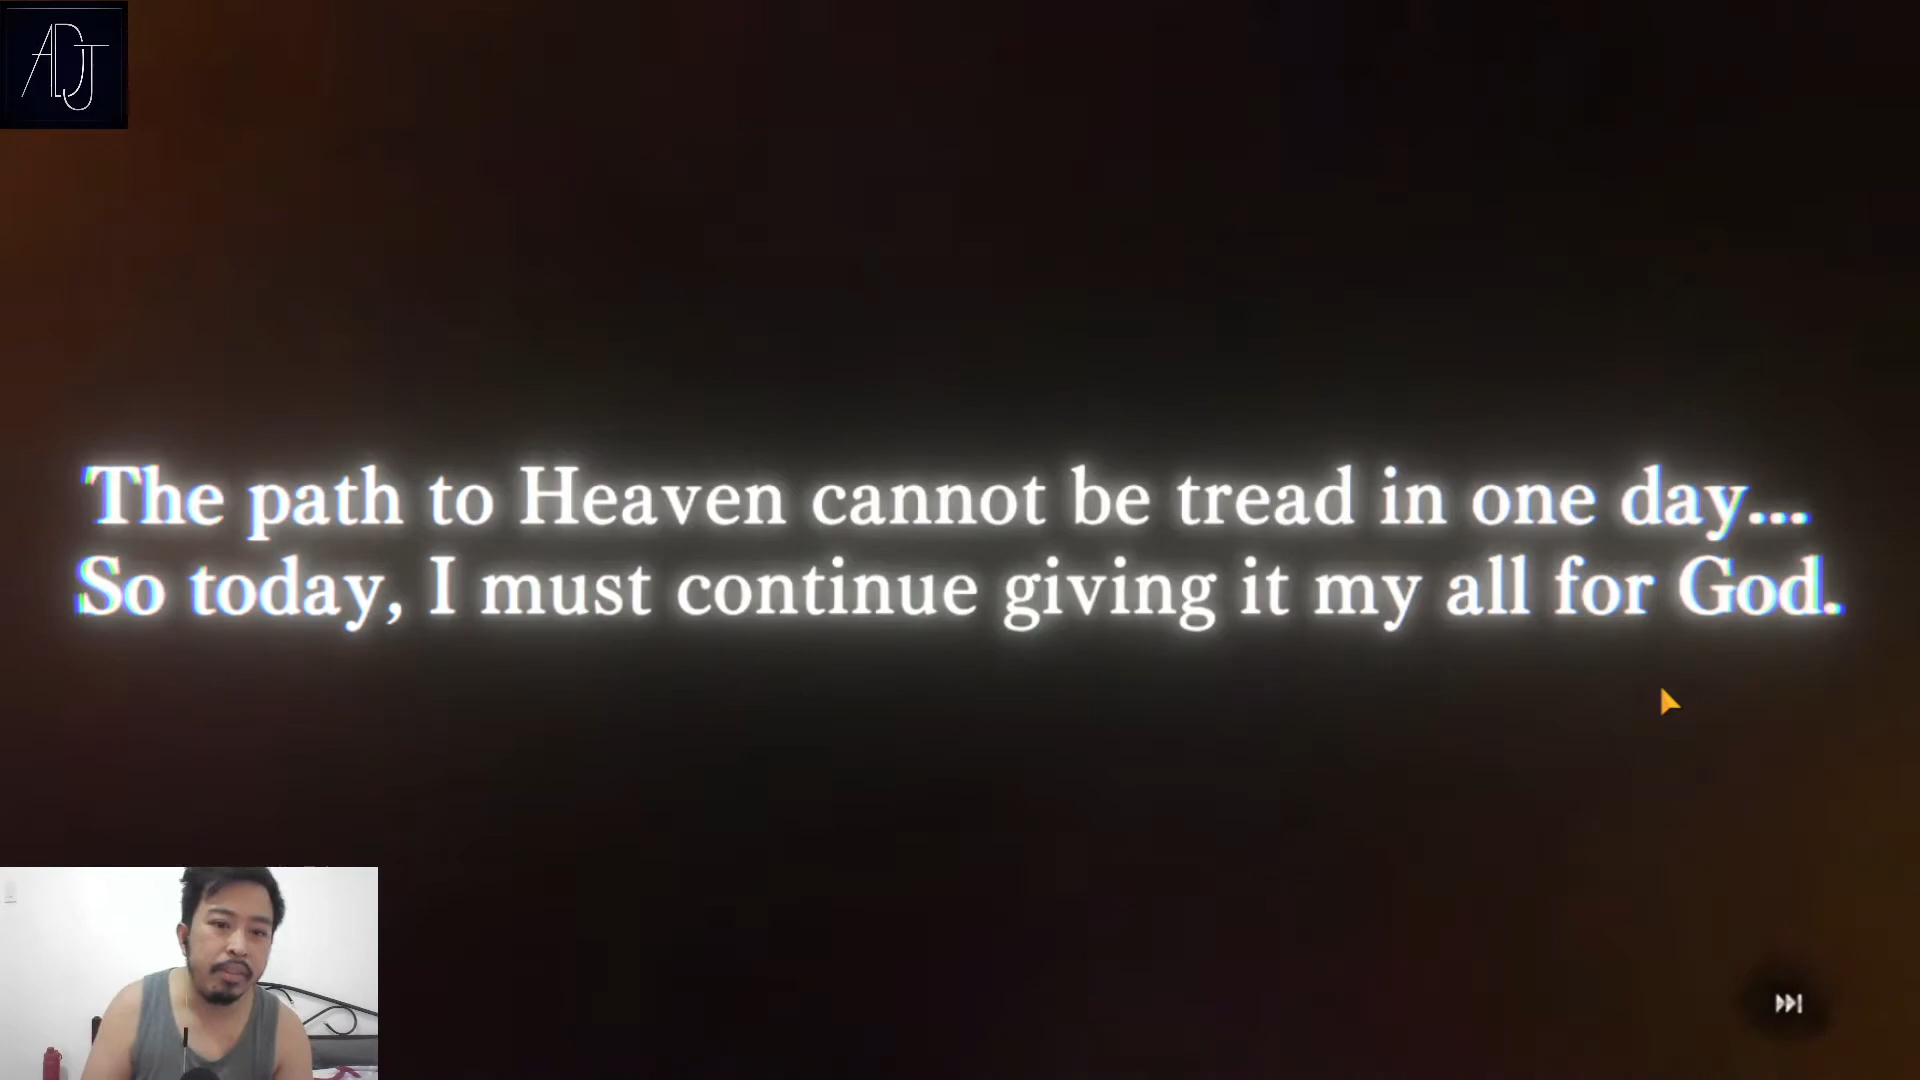 ADJ
The path to Heaven cannot be tread in one day...
So today, I must continue giving it my all for God.